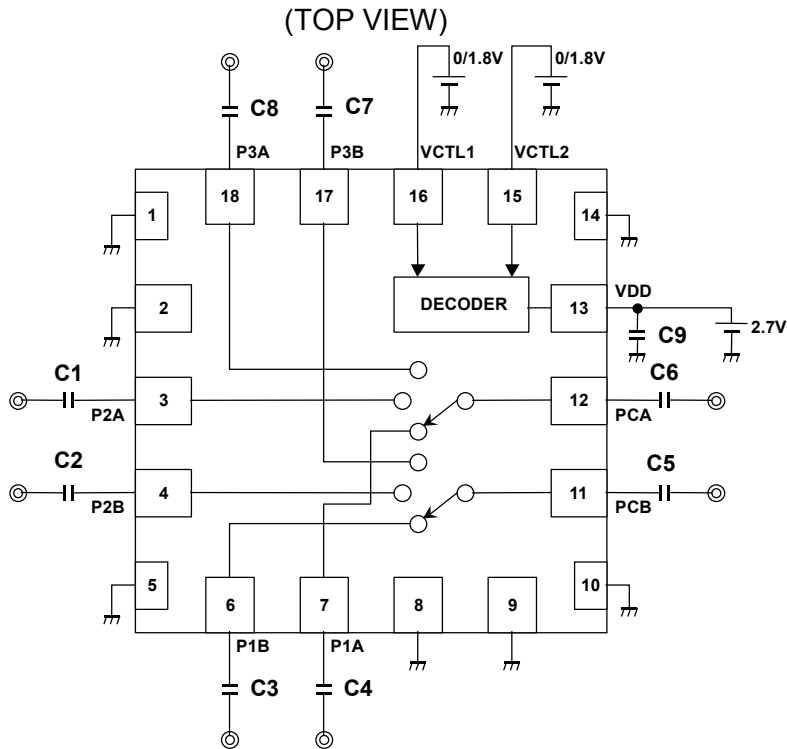 (TOP VIEW)
0/1.8V 0/1.8V
C8 C7
P3A P3B VCTL1 VCTL2
18 17 16 15
1 14
DECODER
2 13 VDD
C9 2.7V
C1 C6
3 12
P2A PCA
C2 C5
4 11
P2B PCB
5 10
6 7 8 9
P1B P1A
C3 C4